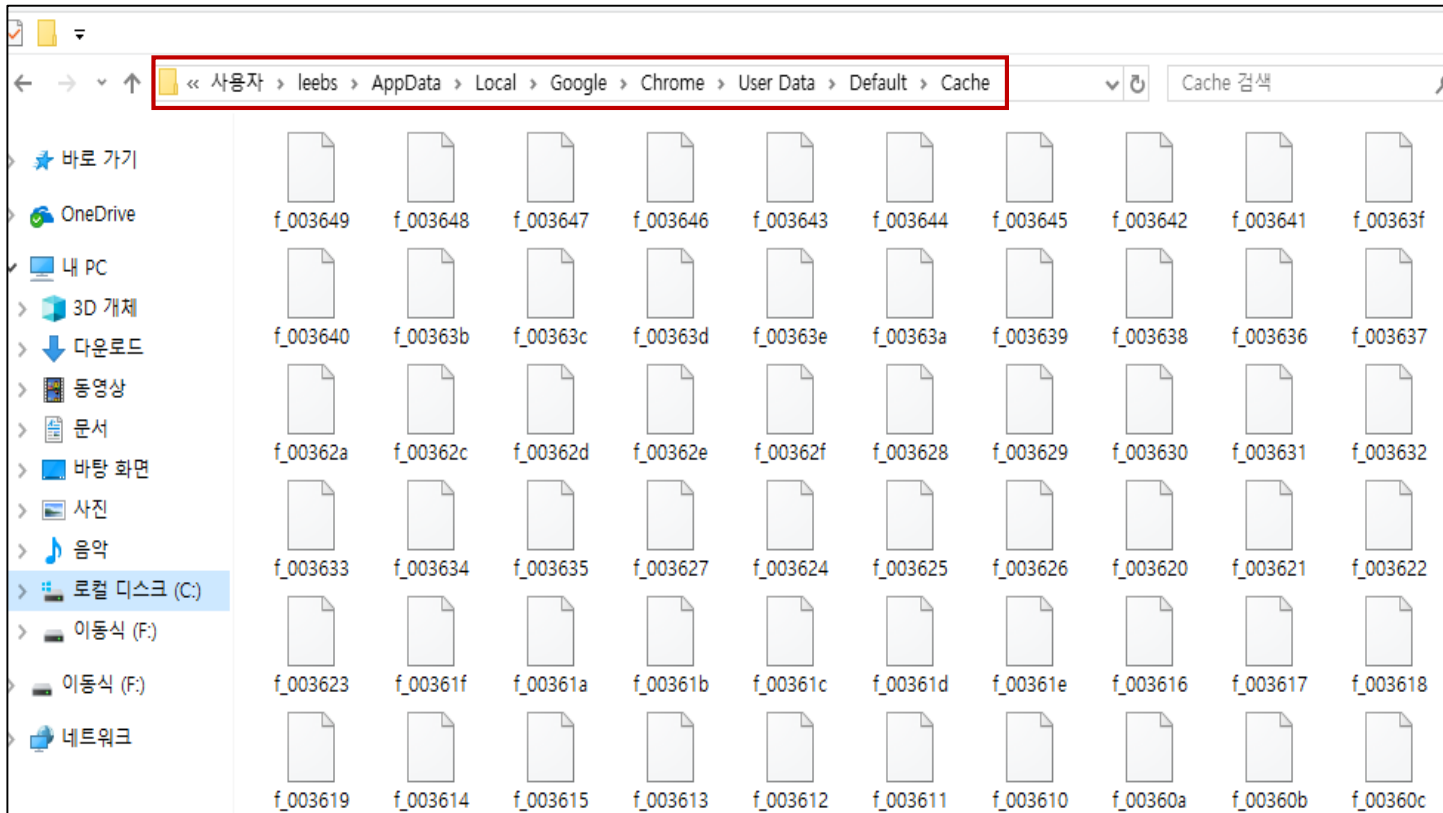 « 사용자 › leebs › AppData › Local › Google › Chrome › User Data › Default › Cache
Cache 검색
바로 가기
OneDrive
내 PC
3D 개체
다운로드
동영상
문서
바탕 화면
사진
음악
로컬 디스크 (C:)
이동식 (F:)
이동식 (F:)
네트워크
f_003649 f_003648 f_003647 f_003646 f_003643 f_003644 f_003645 f_003642 f_003641 f_00363f
f_003640 f_00363b f_00363c f_00363d f_00363e f_00363a f_003639 f_003638 f_003636 f_003637
f_00362a f_00362c f_00362d f_00362e f_00362f f_003628 f_003629 f_003630 f_003631 f_003632
f_003633 f_003634 f_003635 f_003627 f_003624 f_003625 f_003626 f_003620 f_003621 f_003622
f_003623 f_00361f f_00361a f_00361b f_00361c f_00361d f_00361e f_003616 f_003617 f_003618
f_003619 f_003614 f_003615 f_003613 f_003612 f_003611 f_003610 f_00360a f_00360b f_00360c